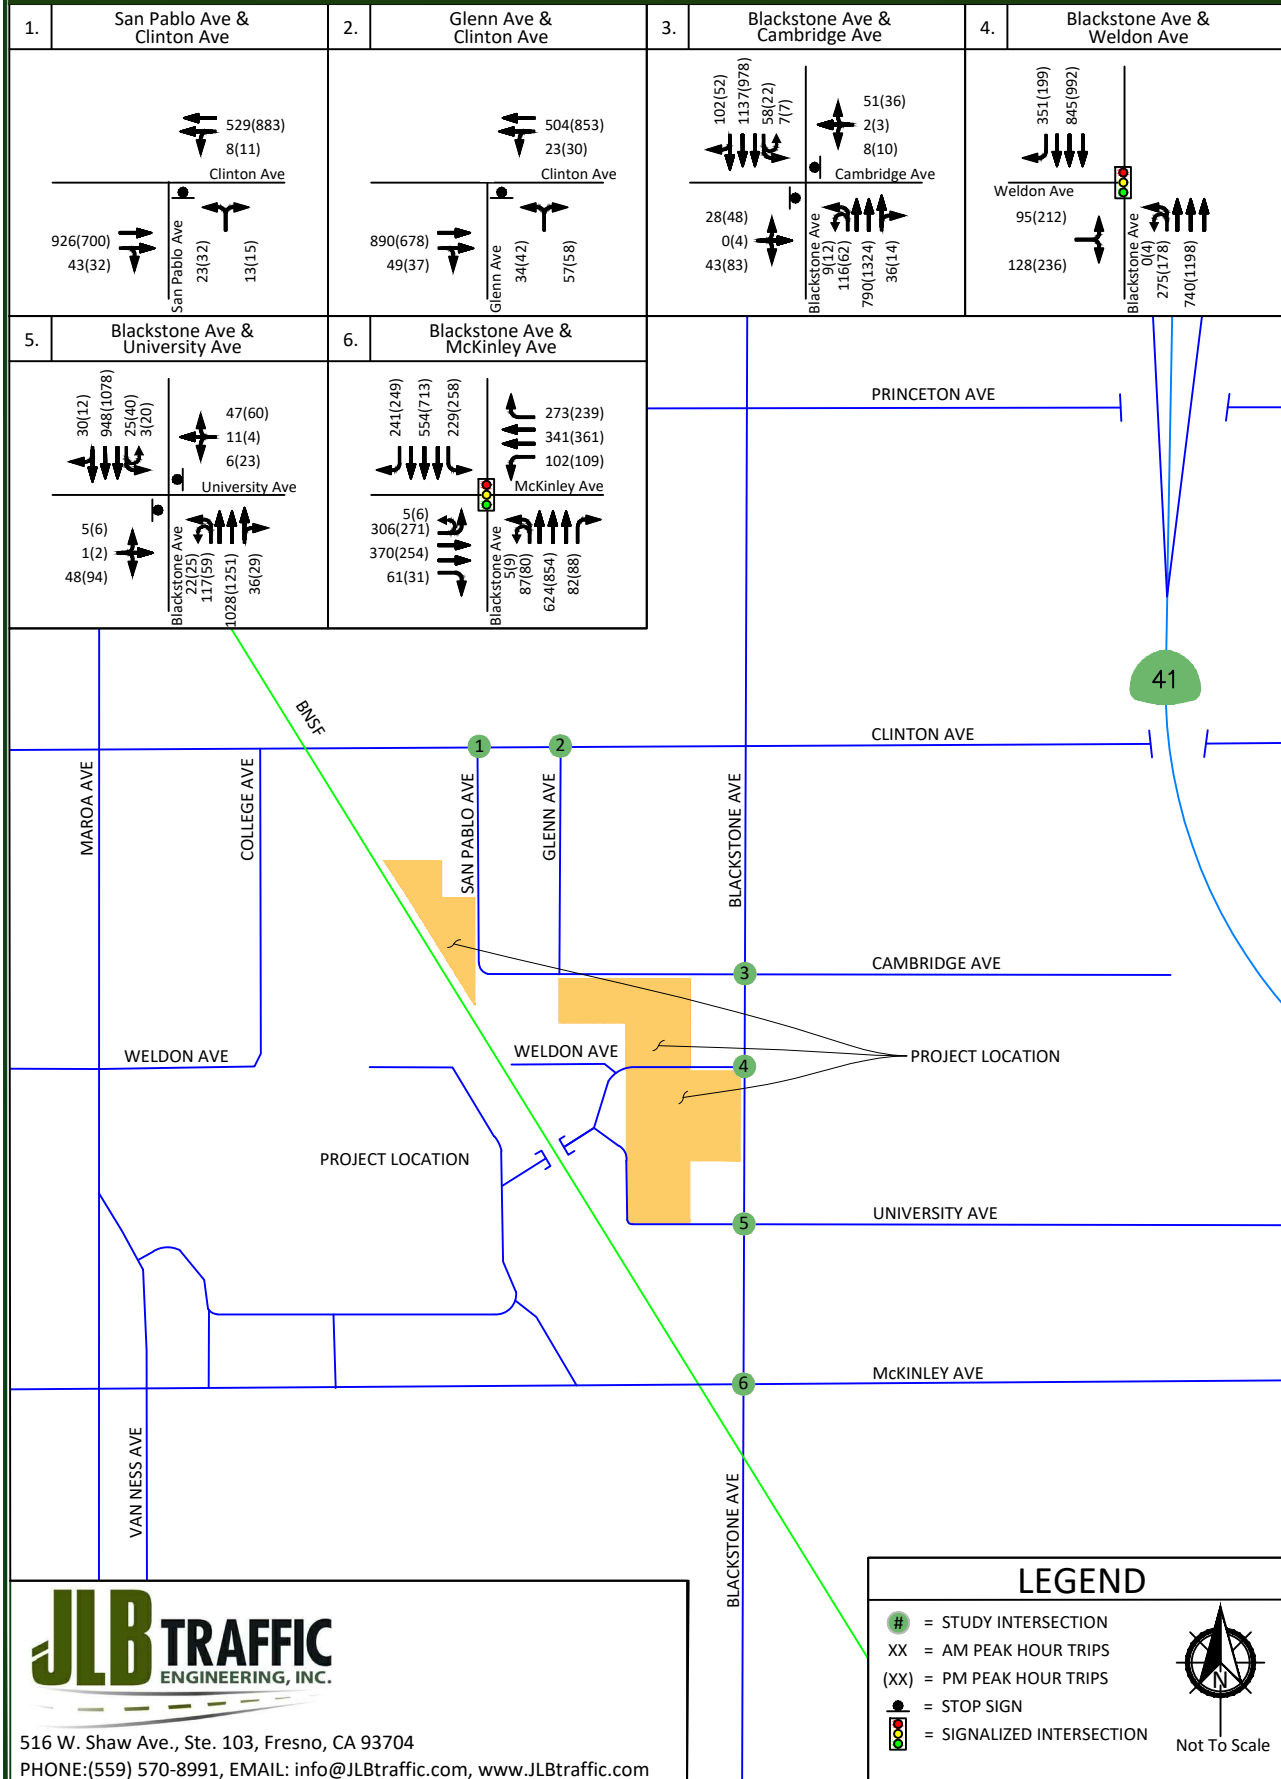 1.
San Pablo Ave &
Clinton Ave
529(883)
8(11)
Clinton Ave
926(700)
43(32)
San Pablo Ave
23(32)
13(15)
2.
Glenn Ave &
Clinton Ave
504(853)
23(30)
Clinton Ave
890(678)
49(37)
Glenn Ave
34(42)
57(58)
3.
Blackstone Ave &
Cambridge Ave
102(52)
1137(978)
58(22)
7(7)
51(36)
2(3)
8(10)
Cambridge Ave
28(48)
0(4)
43(83)
Blackstone Ave
9(12)
116(62)
790(1324)
36(14)
4.
Blackstone Ave &
Weldon Ave
351(199)
845(992)
Weldon Ave
95(212)
128(236)
Blackstone Ave
0(4)
275(178)
740(1198)
5.
Blackstone Ave &
University Ave
30(12)
948(1078)
25(40)
3(20)
47(60)
11(4)
6(23)
University Ave
5(6)
1(2)
48(94)
Blackstone Ave
22(25)
117(59)
1028(1251)
36(29)
6.
Blackstone Ave &
McKinley Ave
241(249)
554(713)
229(258)
273(239)
341(361)
102(109)
McKinley Ave
5(6)
306(271)
370(254)
61(31)
Blackstone Ave
5(9)
87(80)
624(854)
82(88)
PRINCETON AVE
41
BNSF
CLINTON AVE
1
2
MAROA AVE
COLLEGE AVE
SAN PABLO AVE
GLENN AVE
BLACKSTONE AVE
3
CAMBRIDGE AVE
WELDON AVE
WELDON AVE
4
PROJECT LOCATION
PROJECT LOCATION
5
UNIVERSITY AVE
6
McKINLEY AVE
VAN NESS AVE
BLACKSTONE AVE
JLB TRAFFIC
ENGINEERING, INC.
516 W. Shaw Ave., Ste. 103, Fresno, CA 93704
PHONE:(559) 570-8991, EMAIL: info@JLBtraffic.com, www.JLBtraffic.com
LEGEND
# = STUDY INTERSECTION
XX = AM PEAK HOUR TRIPS
(XX) = PM PEAK HOUR TRIPS
= STOP SIGN
= SIGNALIZED INTERSECTION
N
Not To Scale